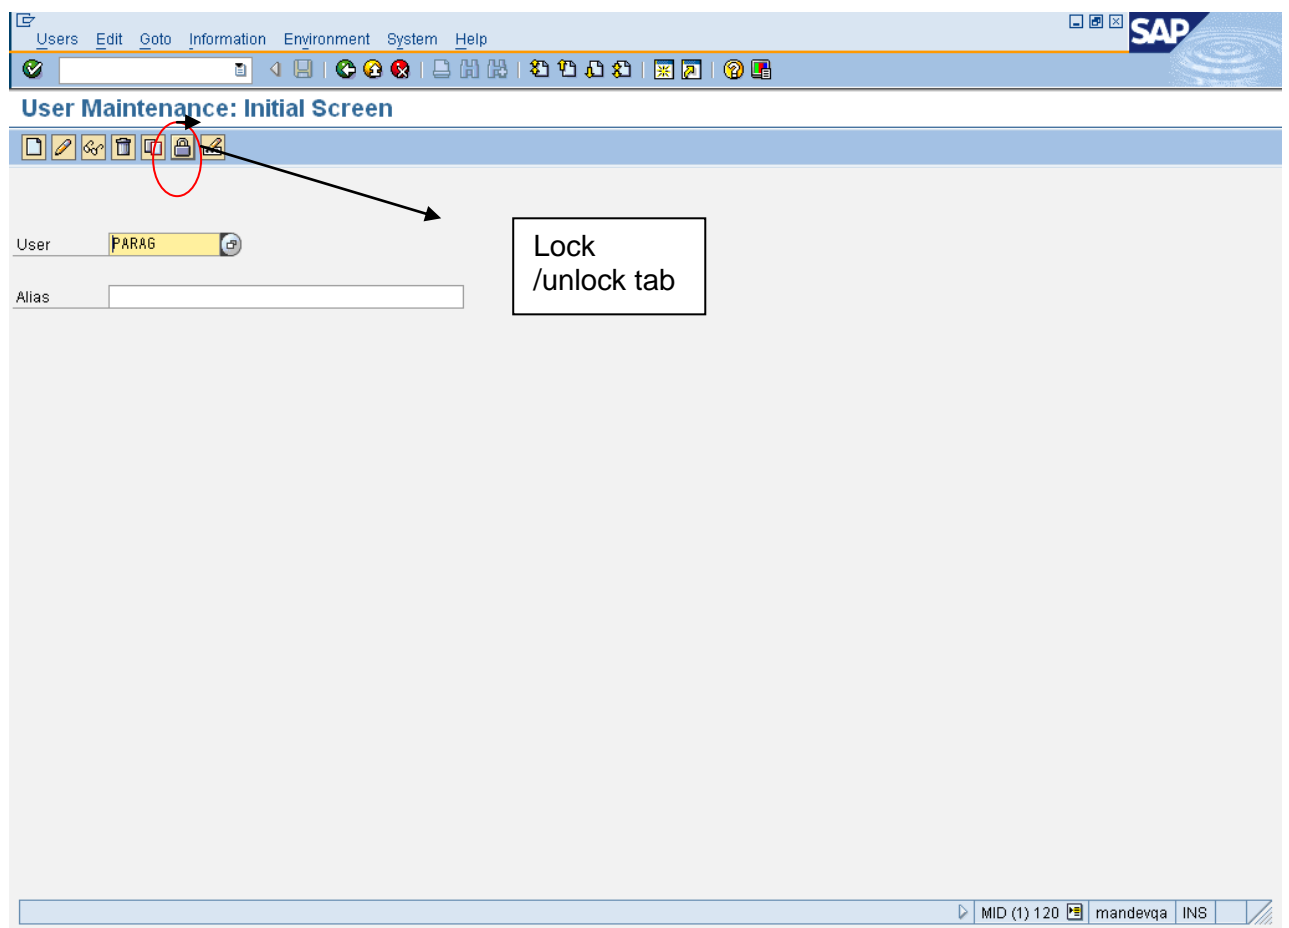 Users Edit Goto Information Environment System Help
SAP
User Maintenance: Initial Screen
User PARAG
Lock
/unlock tab
Alias
MID (1) 120 mandevqa INS